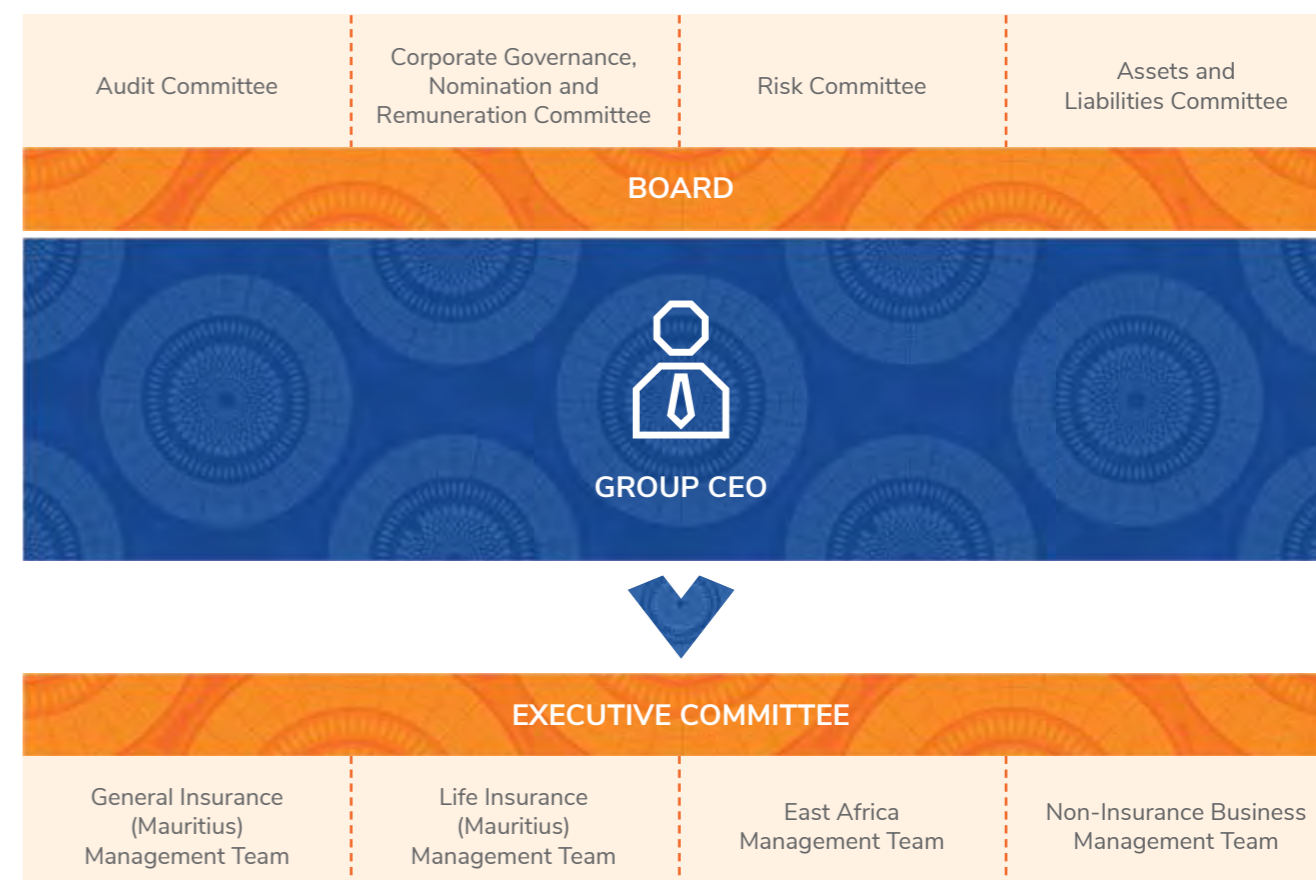 Audit Committee
Corporate Governance,
Nomination and
Remuneration Committee
Risk Committee
Assets and
Liabilities Committee
BOARD
GROUP CEO
EXECUTIVE COMMITTEE
General Insurance
(Mauritius)
Management Team
Life Insurance
(Mauritius)
Management Team
East Africa
Management Team
Non-Insurance Business
Management Team